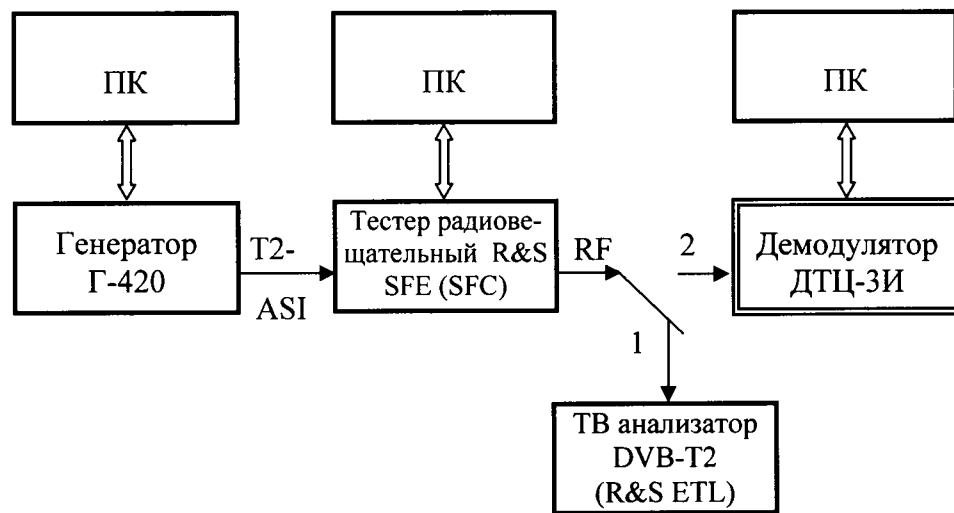 ПК
ПК
ПК
Генератор
Г-420
Т2-
ASI
Тестер радиове-
щательный R&S
SFE (SFC)
RF
2
1
Демодулятор
ДТЦ-3И
ТВ анализатор
DVB-T2
(R&S ETL)